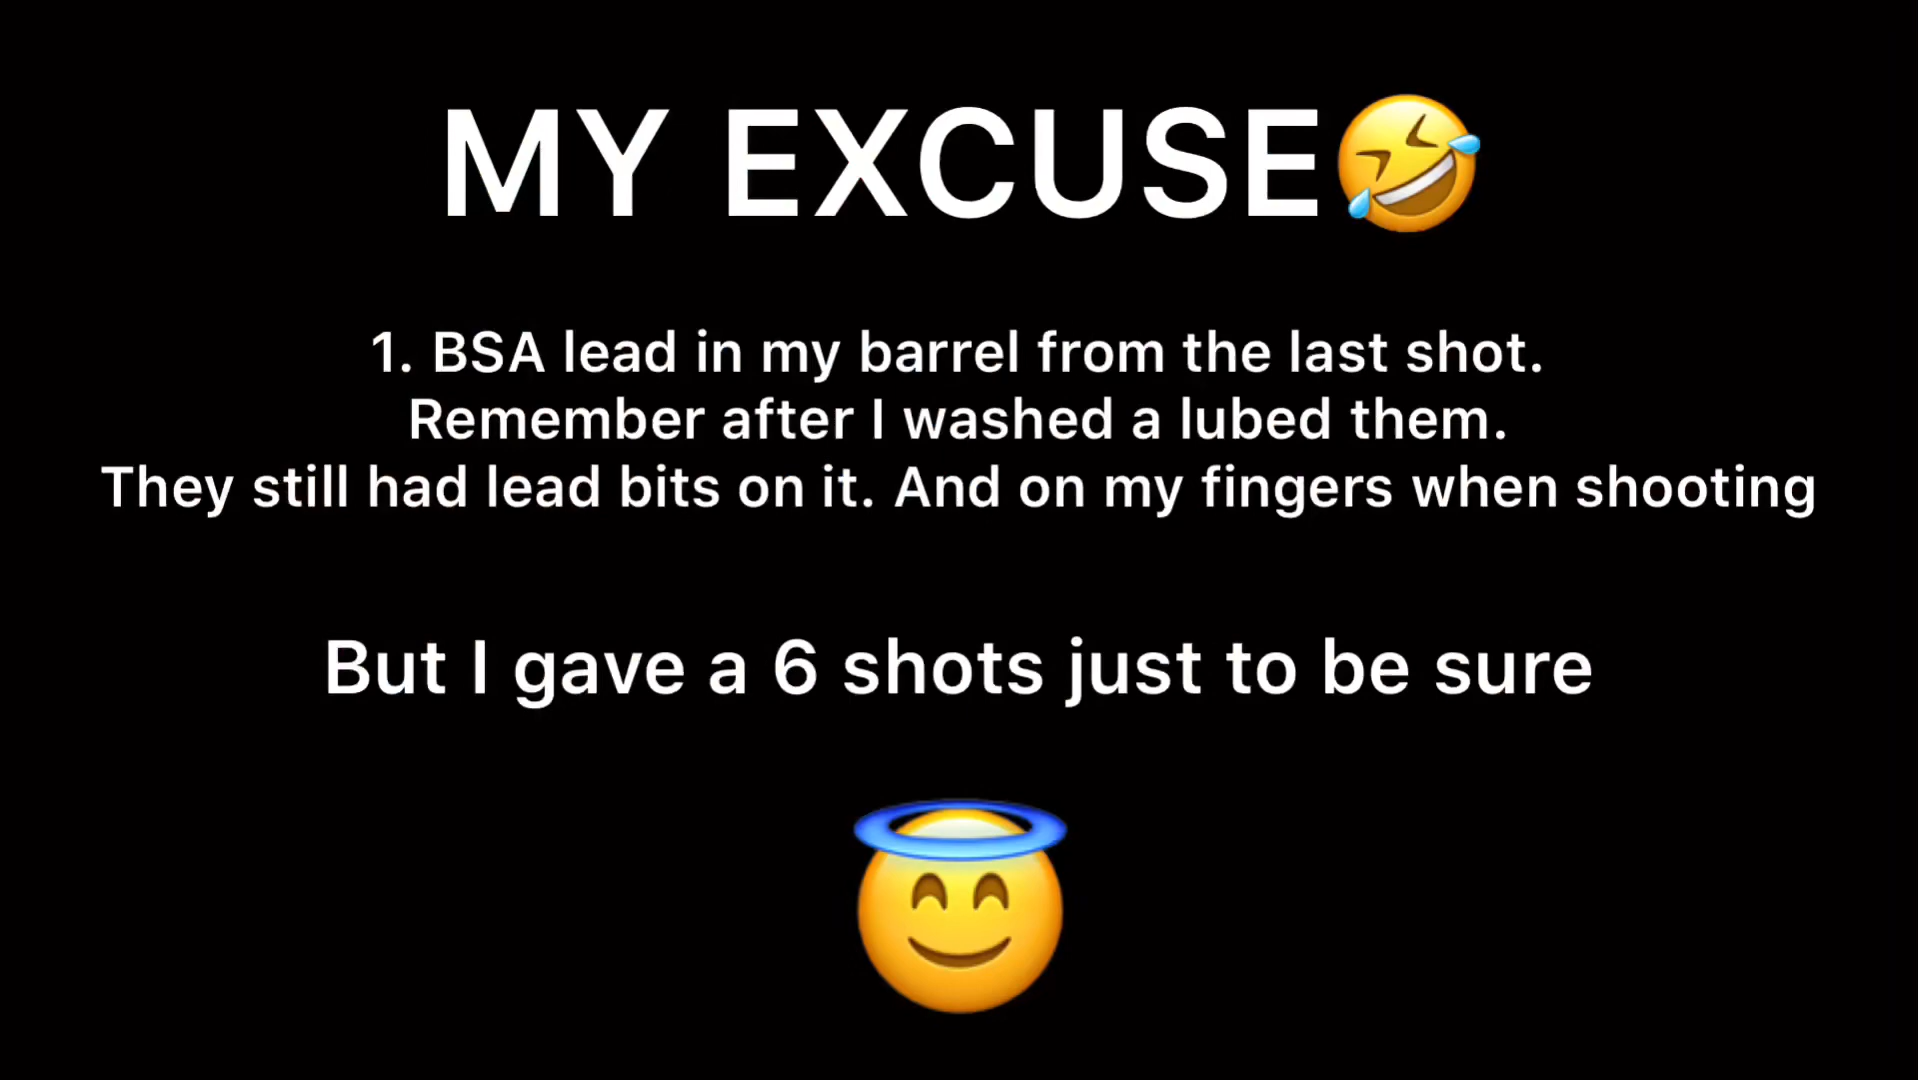 MY EXCUSE🤣
1. BSA lead in my barrel from the last shot.
Remember after I washed a lubed them.
They still had lead bits on it. And on my fingers when shooting
But I gave a 6 shots just to be sure
😇